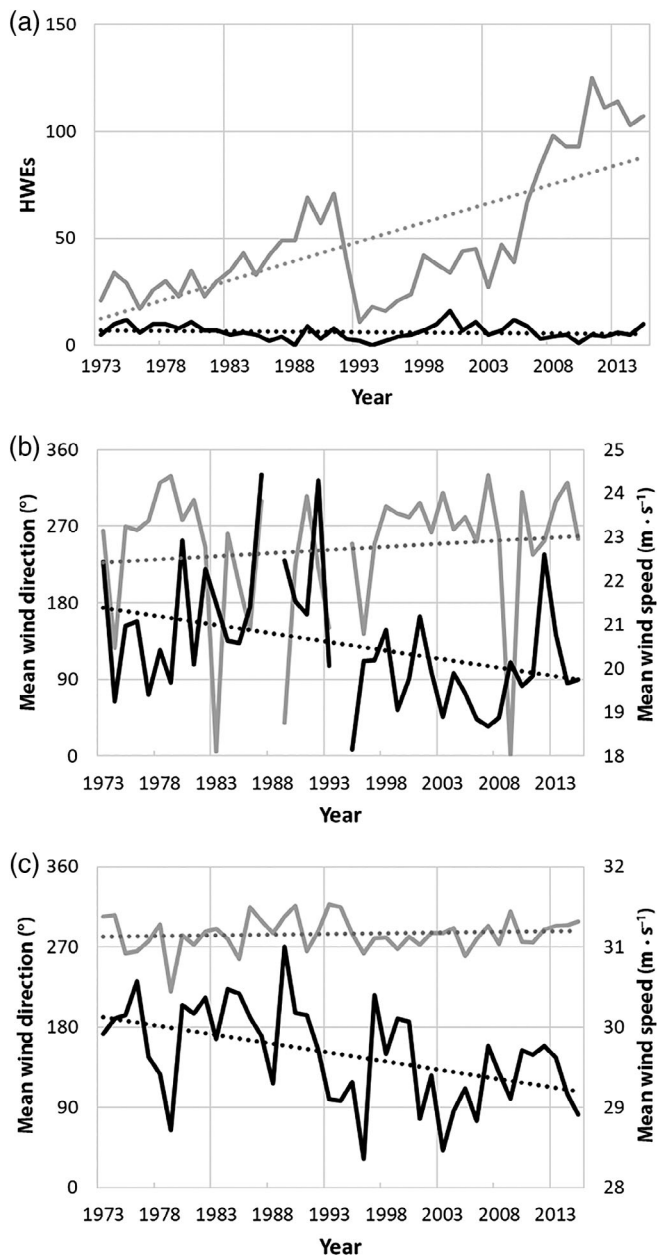 (a)
150
100
50
0
HWEs
1973 1978 1983 1988 1993 1998 2003 2008 2013
Year
(b)
360
270
180
90
0
Mean wind direction (°)
25
24
23
22
21
20
19
18
Mean wind speed (m · s⁻¹)
1973 1978 1983 1988 1993 1998 2003 2008 2013
Year
(c)
360
270
180
90
0
Mean wind direction (°)
32
31
30
29
28
Mean wind speed (m · s⁻¹)
1973 1978 1983 1988 1993 1998 2003 2008 2013
Year